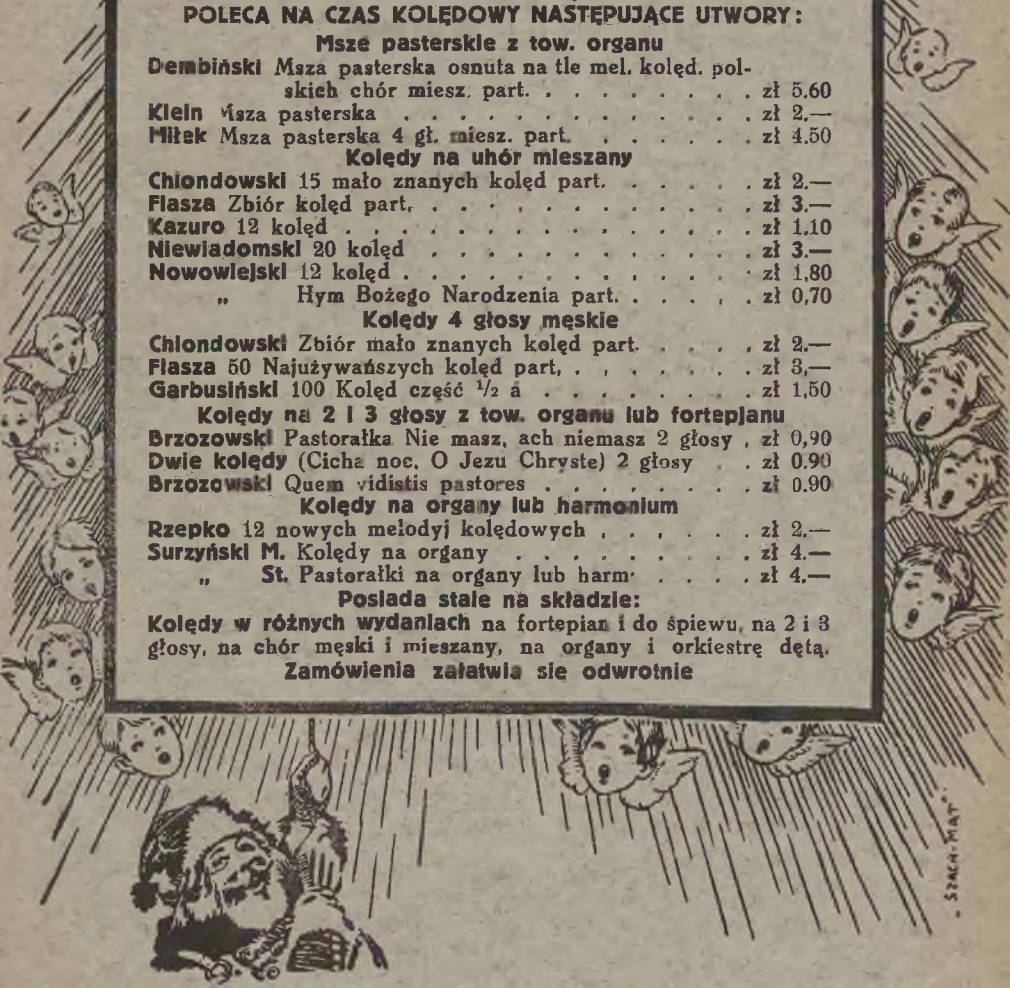 POLECA NA CZAS KOLĘDOWY NASTĘPUJĄCE UTWORY:
Msze pasterskie z tow. organu
Dembiński Msza pasterska osnuta na tle mel. kolęd. pol-
skich chór miesz. part. . . . . . . . . zł 5.60
Klein Msza pasterska . . . . . . . . . . . . zł 2.—
Miłek Msza pasterska 4 gł. miesz. part. . . . . . . zł 4.50
Kolędy na uhór mieszany
Chlondowski 15 mało znanych kolęd part. . . . . . zł 2.—
Flasza Zbiór kolęd part. . . . . . . . . . . . zł 3.—
Kazuro 12 kolęd . . . . . . . . . . . . . . zł 1.10
Niewiadomski 20 kolęd . . . . . . . . . . . zł 3.—
Nowowiejski 12 kolęd . . . . . . . . . . . . zł 1,80
„ Hym Bożego Narodzenia part. . . . . . zł 0,70
Kolędy 4 głosy męskie
Chlondowski Zbiór mało znanych kolęd part. . . . . zł 2.—
Flasza 50 Najużywańszych kolęd part, . . . . . . zł 3,—
Garbusiński 100 Kolęd część ½ á . . . . . . . . zł 1,50
Kolędy na 2 i 3 głosy z tow. organu lub fortepjanu
Brzozowski Pastorałka Nie masz, ach niemasz 2 głosy . zł 0,90
Dwie kolędy (Cicha noc, O Jezu Chryste) 2 głosy . . zł 0.90
Brzozowski Quem vidistis pastores . . . . . . . . zł 0.90
Kolędy na organy lub harmonium
Rzepko 12 nowych melodyj kolędowych . . . . . . zł 2.—
Surzyński M. Kolędy na organy . . . . . . . . . zł 4.—
„ St. Pastorałki na organy lub harm. . . . . zł 4,—
Posiada stale na składzie:
Kolędy w różnych wydaniach na fortepian i do śpiewu, na 2 i 3
głosy, na chór męski i mieszany, na organy i orkiestrę dętą.
Zamówienia załatwia sie odwrotnie
„SZACH-MAT”